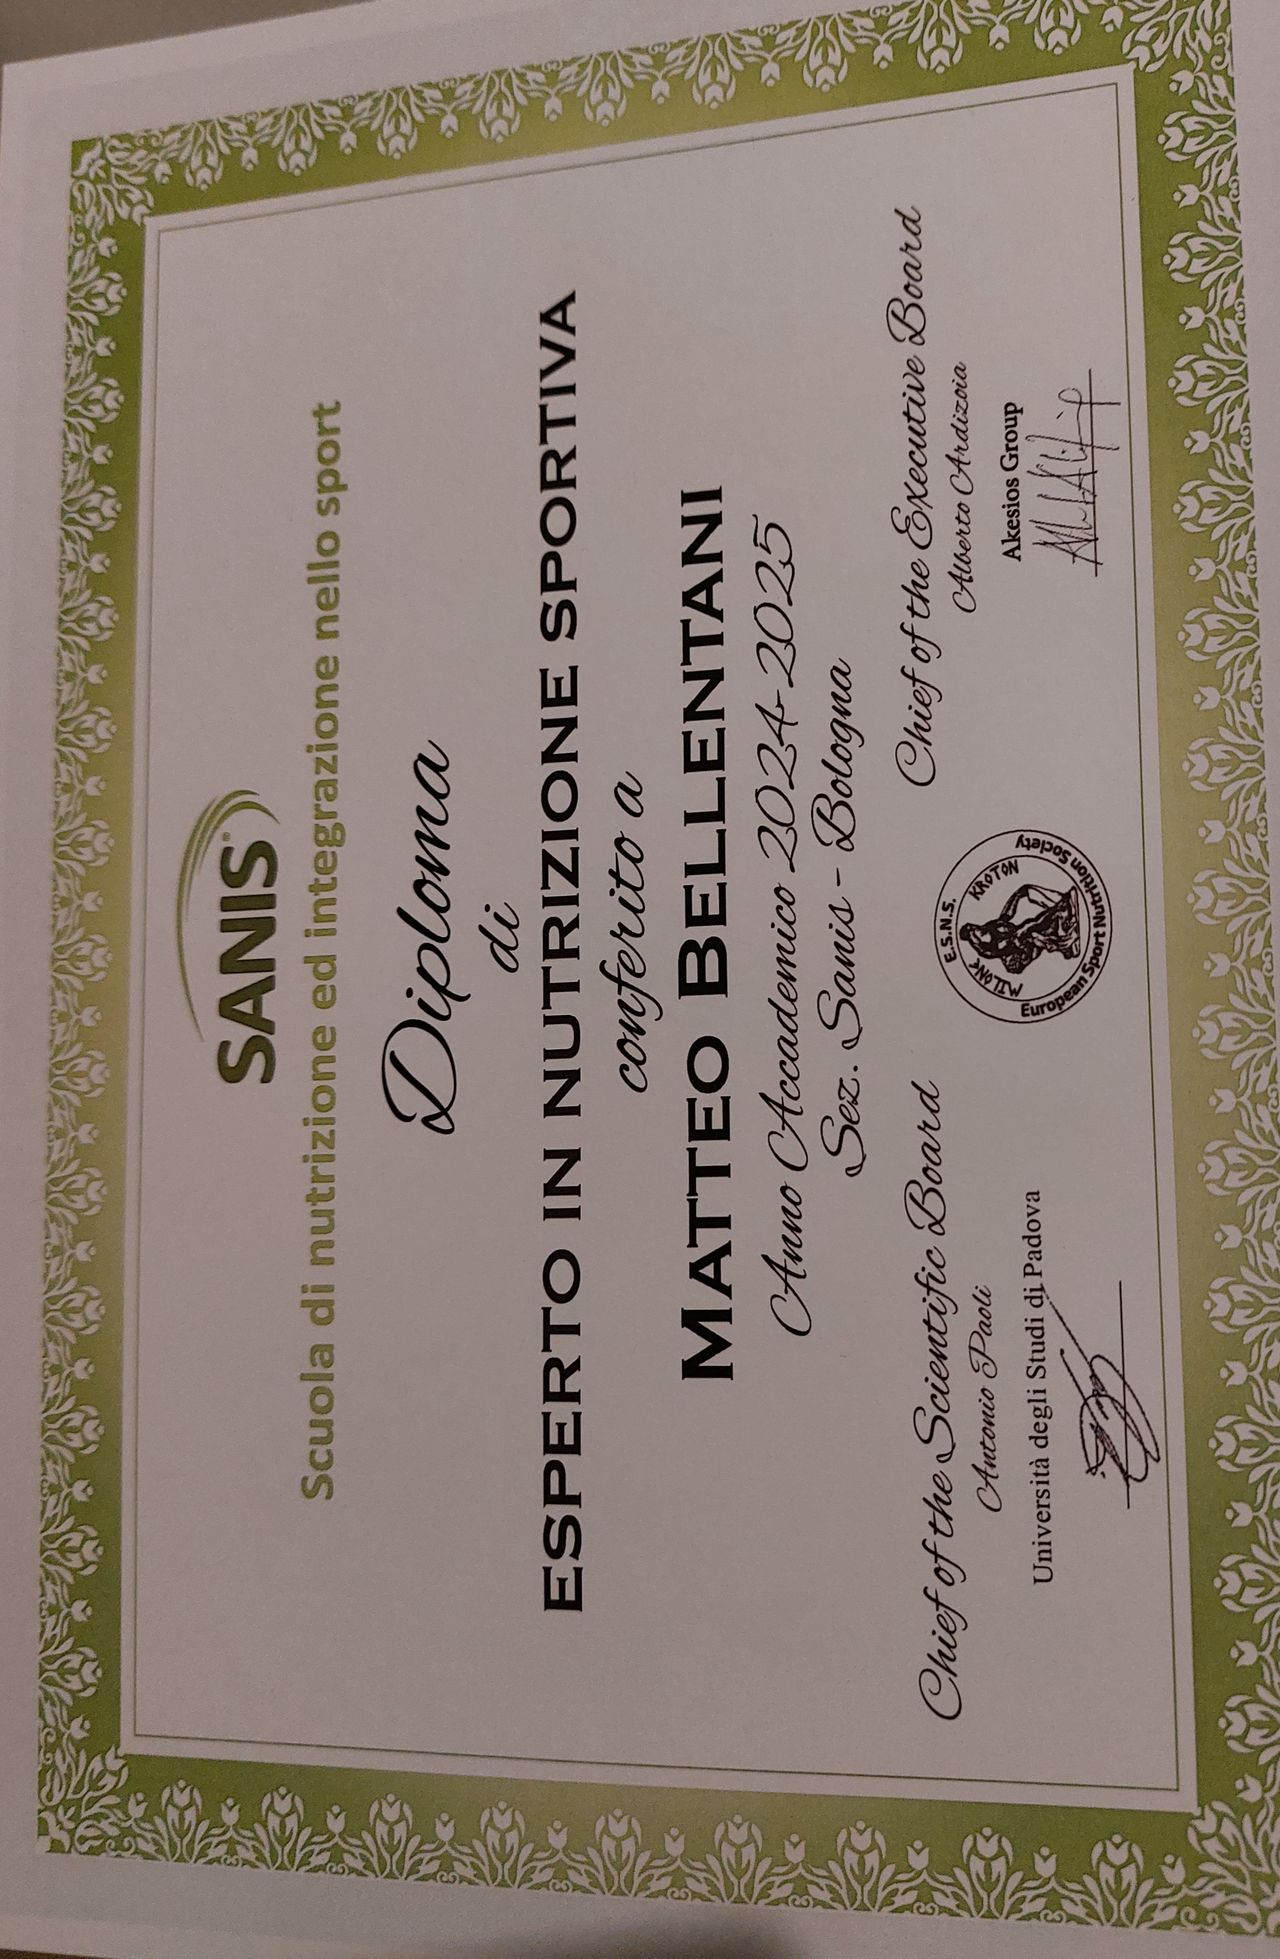 SANIS®
Scuola di nutrizione ed integrazione nello sport
Diploma
di
ESPERTO IN NUTRIZIONE SPORTIVA
conferito a
MATTEO BELLENTANI
Anno Accademico 2024-2025
Sez. Sanis - Bologna
Chief of the Scientific Board
Antonio Paoli
Università degli Studi di Padova
E.S.N.S.
MILONE KROTON
European Sport Nutrition Society
Chief of the Executive Board
Alberto Ardizoia
Akesios Group